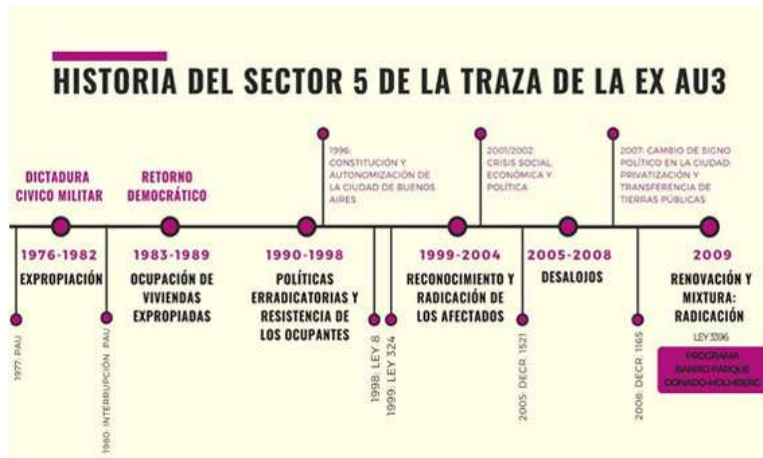 HISTORIA DEL SECTOR 5 DE LA TRAZA DE LA EX AU3
1996:
CONSTITUCIÓN Y
AUTONOMIZACIÓN DE
LA CIUDAD DE BUENOS
AIRES
2001/2002:
CRISIS SOCIAL,
ECONÓMICA Y
POLÍTICA
2007: CAMBIO DE SIGNO
POLÍTICO EN LA CIUDAD:
PRIVATIZACIÓN Y
TRANSFERENCIA DE
TIERRAS PÚBLICAS
DICTADURA
CIVICO MILITAR
RETORNO
DEMOCRÁTICO
1976-1982
EXPROPIACIÓN
1983-1989
OCUPACIÓN DE
VIVIENDAS
EXPROPIADAS
1990-1998
POLÍTICAS
ERRADICATORIAS Y
RESISTENCIA DE
LOS OCUPANTES
1999-2004
RECONOCIMIENTO Y
RADICACIÓN DE
LOS AFECTADOS
2005-2008
DESALOJOS
2009
RENOVACIÓN Y
MIXTURA:
RADICACIÓN
LEY 3396
PROGRAMA
BARRIO PARQUE
DONADO-HOLMBERG
1977: PAU
1980: INTERRUPCIÓN PAU
1998: LEY 8
1999: LEY 324
2005: DECR. 1521
2008: DECR. 1165